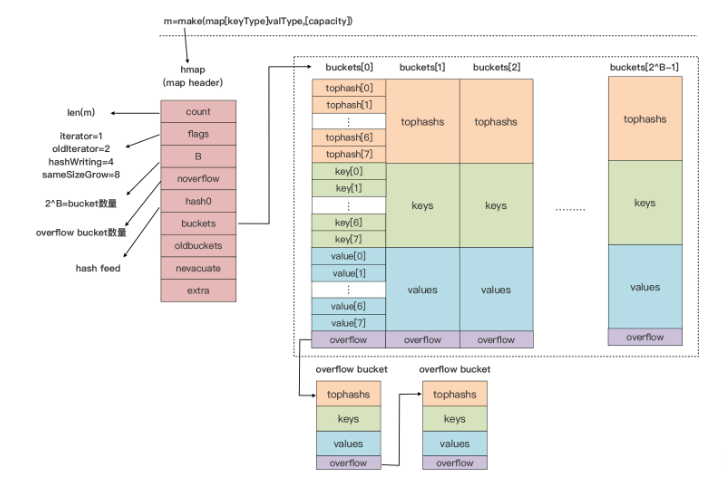 m=make(map[keyType]valType,[capacity])
hmap
(map header)
count
flags
B
noverflow
hash0
buckets
oldbuckets
nevacuate
extra
len(m)
iterator=1
oldIterator=2
hashWriting=4
sameSizeGrow=8
2^B=bucket数量
overflow bucket数量
hash feed
buckets[0]
buckets[1]
buckets[2]
buckets[2^B-1]
tophash[0]
tophash[1]
⋮
tophash[6]
tophash[7]
key[0]
key[1]
⋮
key[6]
key[7]
value[0]
value[1]
⋮
value[6]
value[7]
overflow
tophashs
keys
values
overflow
tophashs
keys
values
overflow
.........
tophashs
keys
values
overflow
overflow bucket
tophashs
keys
values
overflow
overflow bucket
tophashs
keys
values
overflow